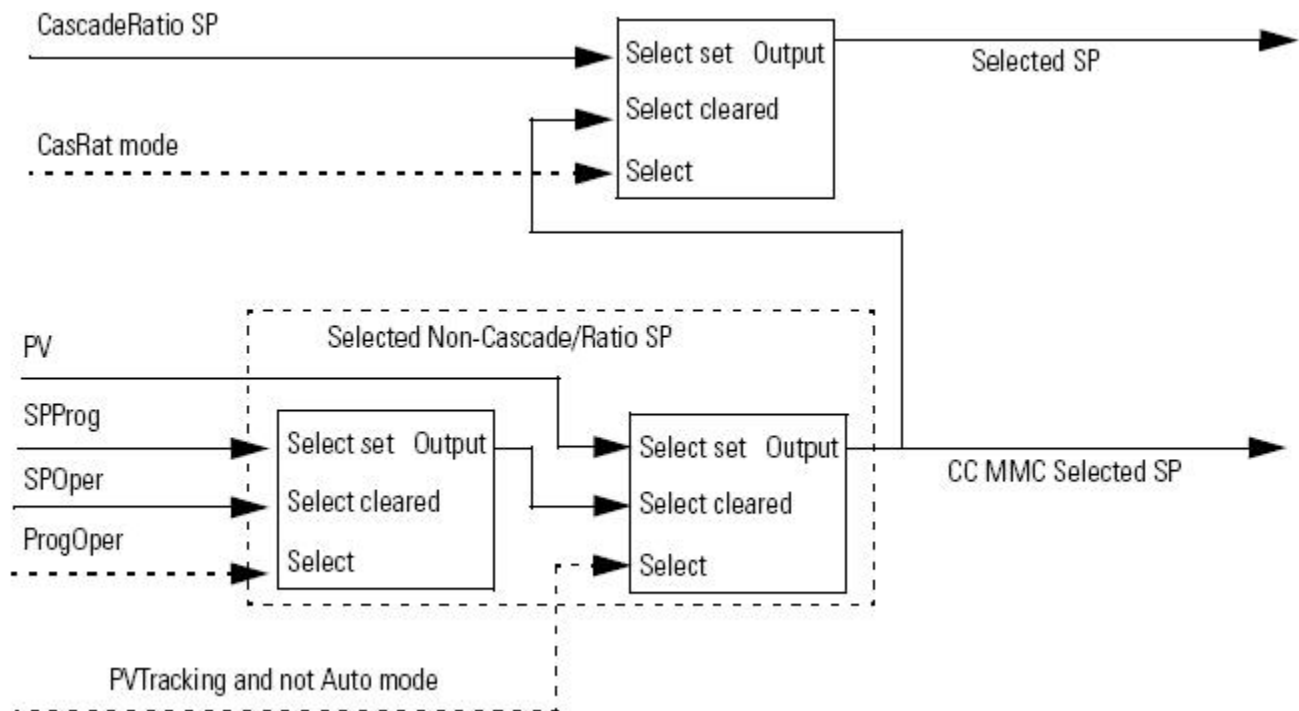 CascadeRatio SP
Select set Output
Selected SP
Select cleared
CasRat mode
Select
Selected Non-Cascade/Ratio SP
PV
SPProg
Select set Output
Select set Output
CC MMC Selected SP
SPOper
Select cleared
Select cleared
ProgOper
Select
Select
PVTracking and not Auto mode